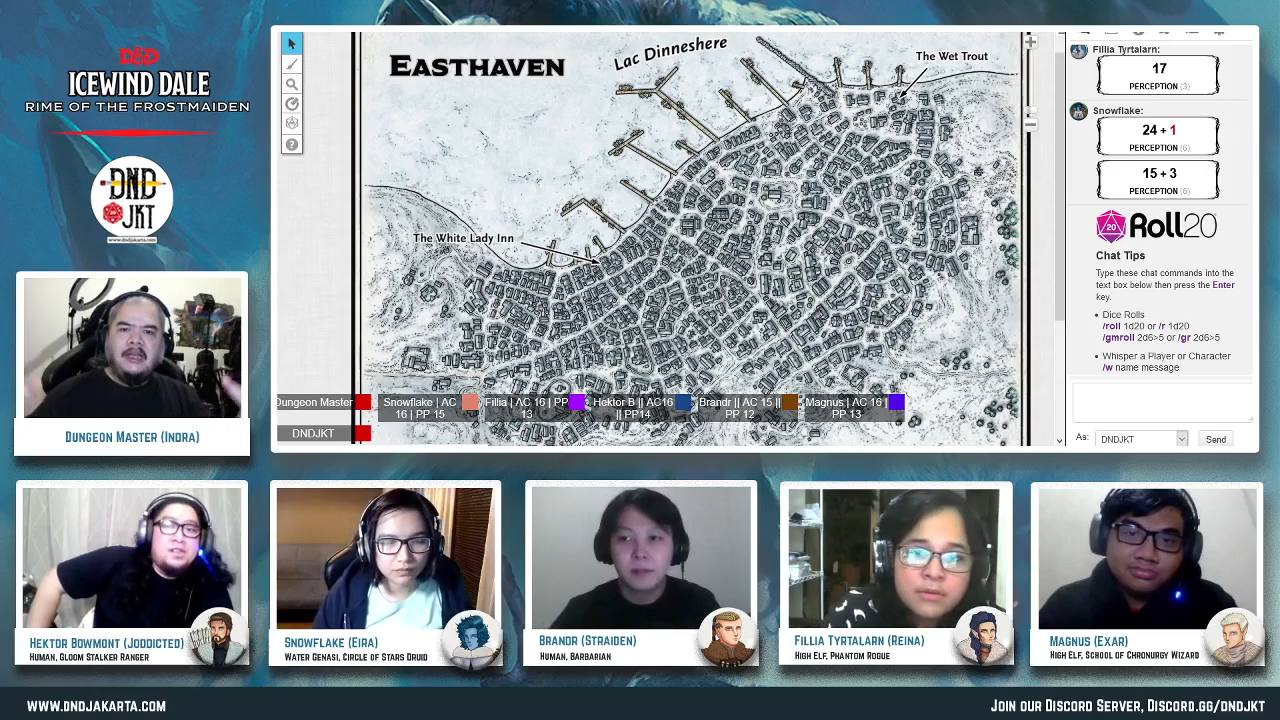 D&D
ICEWIND DALE
RIME OF THE FROSTMAIDEN
DND
JKT
www.dndjakarta.com
DUNGEON MASTER (INDRA)
EASTHAVEN
Lac Dinneshere
The Wet Trout
The White Lady Inn
Dungeon Master
Snowflake | AC 16 | PP 15
Fillia | AC 16 | PP 13
Hektor B || AC16 || PP14
Brandr || AC 15 || PP 12
Magnus | AC 16 | PP 13
DNDJKT
Fillia Tyrtalarn:
17
PERCEPTION (3)
Snowflake:
24 + 1
PERCEPTION (6)
15 + 3
PERCEPTION (6)
20
Roll20
Chat Tips
Type these chat commands into the
text box below then press the Enter
key.
Dice Rolls
/roll 1d20 or /r 1d20
/gmroll 2d6>5 or /gr 2d6>5
Whisper a Player or Character
/w name message
As:
DNDJKT
Send
HEKTOR BOWMONT (JODDICTED)
HUMAN, GLOOM STALKER RANGER
SNOWFLAKE (EIRA)
WATER GENASI, CIRCLE OF STARS DRUID
BRANDR (STRAIDEN)
HUMAN, BARBARIAN
FILLIA TYRTALARN (REINA)
HIGH ELF, PHANTOM ROGUE
MAGNUS (EXAR)
HIGH ELF, SCHOOL OF CHRONURGY WIZARD
WWW.DNDJAKARTA.COM
JOIN OUR DISCORD SERVER, DISCORD.GG/DNDJKT